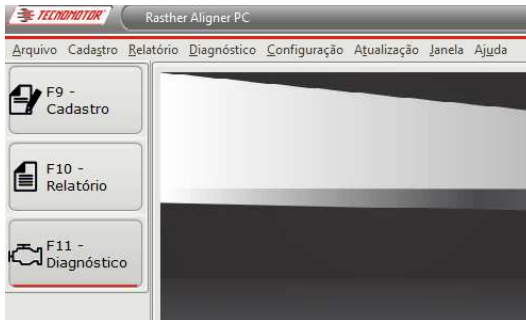 TECNOMOTOR
Rasther Aligner PC
Arquivo Cadastro Relatório Diagnóstico Configuração Atualização Janela Ajuda
F9 -
Cadastro
F10 -
Relatório
F11 -
Diagnóstico